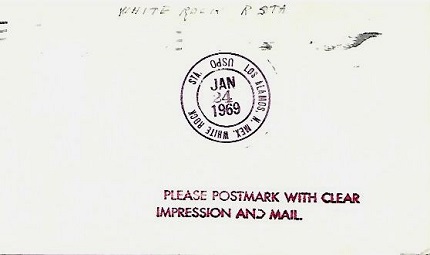 WHITE ROCK R STA
LOS ALAMOS, N. MEX. WHITE ROCK STA. USPO
JAN
24
1969
PLEASE POSTMARK WITH CLEAR
IMPRESSION AND MAIL.